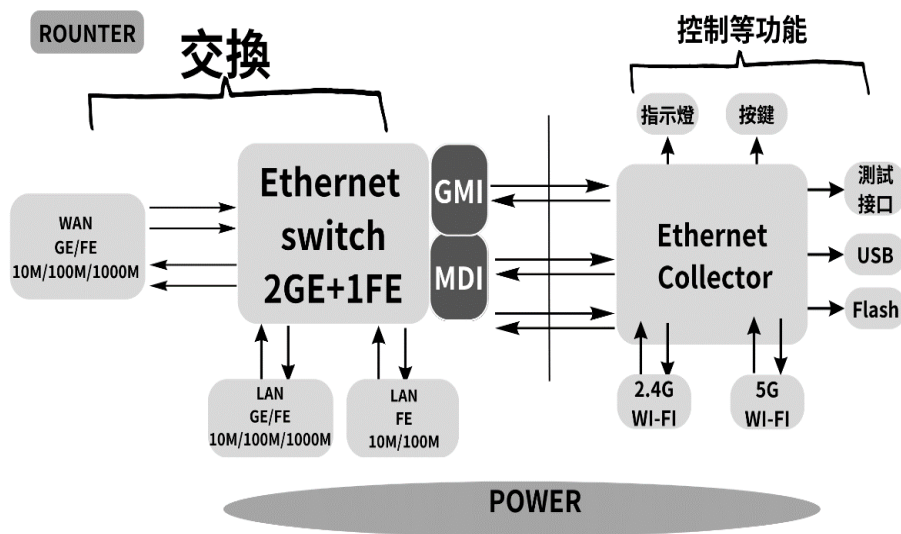 ROUNTER
交換
控制等功能
指示燈
按鍵
Ethernet
switch
2GE+1FE
GMI
MDI
WAN
GE/FE
10M/100M/1000M
Ethernet
Collector
測試
接口
USB
Flash
LAN
GE/FE
10M/100M/1000M
LAN
FE
10M/100M
2.4G
WI-FI
5G
WI-FI
POWER